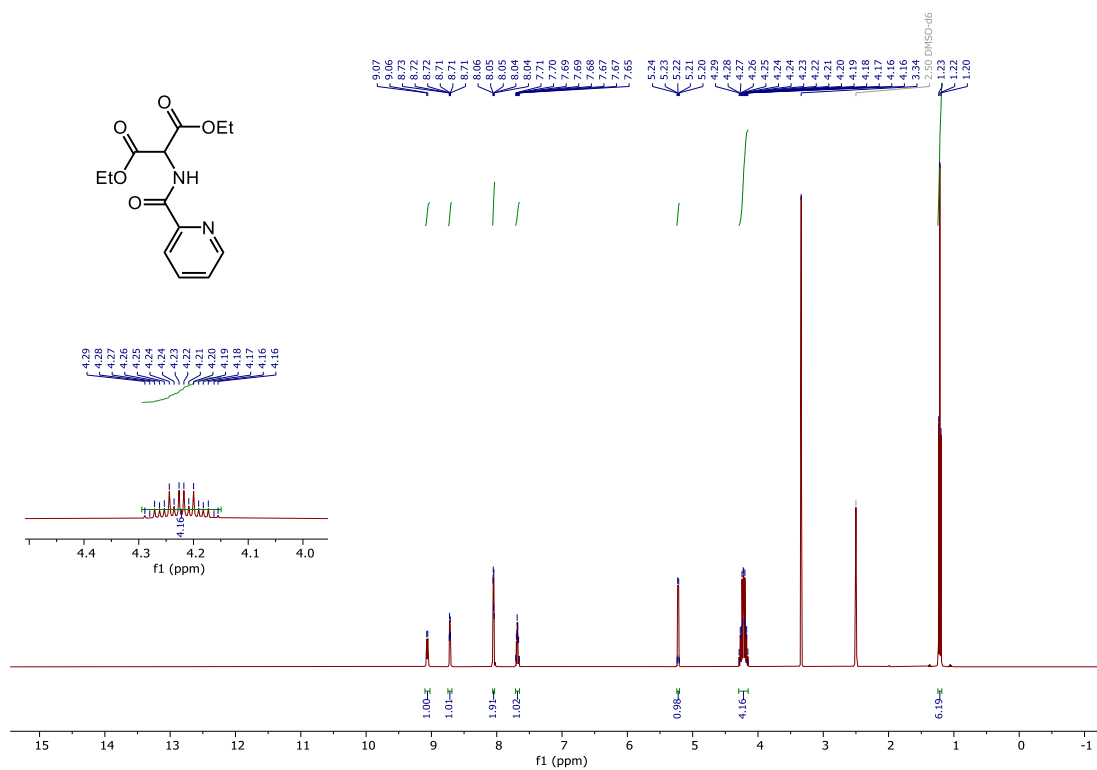 9.07 9.06 8.73 8.72 8.72 8.71 8.71 8.71 8.06 8.05 8.05 8.04 8.04 7.71 7.70 7.69 7.69 7.68 7.67 7.67 7.65 5.24 5.23 5.22 5.21 5.20 4.29 4.28 4.27 4.26 4.25 4.24 4.24 4.23 4.22 4.21 4.20 4.19 4.18 4.17 4.16 4.16 3.34 2.50 DMSO-d6 1.23 1.22 1.20
O
O
OEt
EtO
NH
O
N
4.29 4.28 4.27 4.26 4.25 4.24 4.24 4.23 4.22 4.21 4.20 4.19 4.18 4.17 4.16 4.16
4.16
4.4 4.3 4.2 4.1 4.0
f1 (ppm)
1.00 1.01 1.91 1.02 0.98 4.16 6.19
15 14 13 12 11 10 9 8 7 6 5 4 3 2 1 0 -1
f1 (ppm)